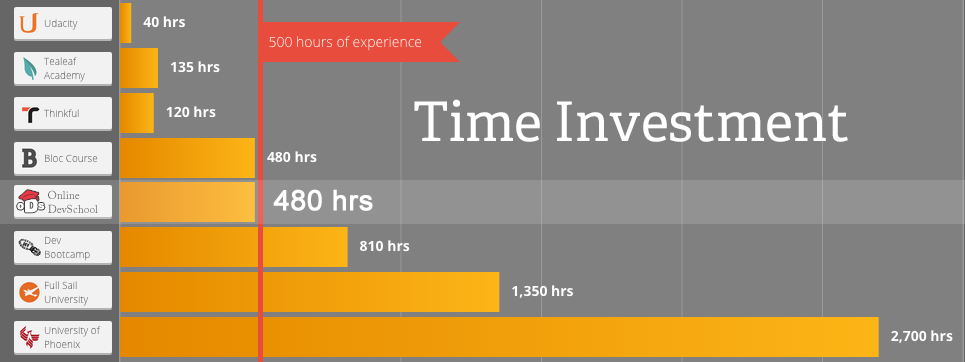 Udacity
40 hrs
500 hours of experience
Tealeaf
Academy
135 hrs
Thinkful
120 hrs
Time Investment
B
Bloc Course
480 hrs
ODS
Online
DevSchool
480 hrs
Dev
Bootcamp
810 hrs
Full Sail
University
1,350 hrs
University of
Phoenix
2,700 hrs